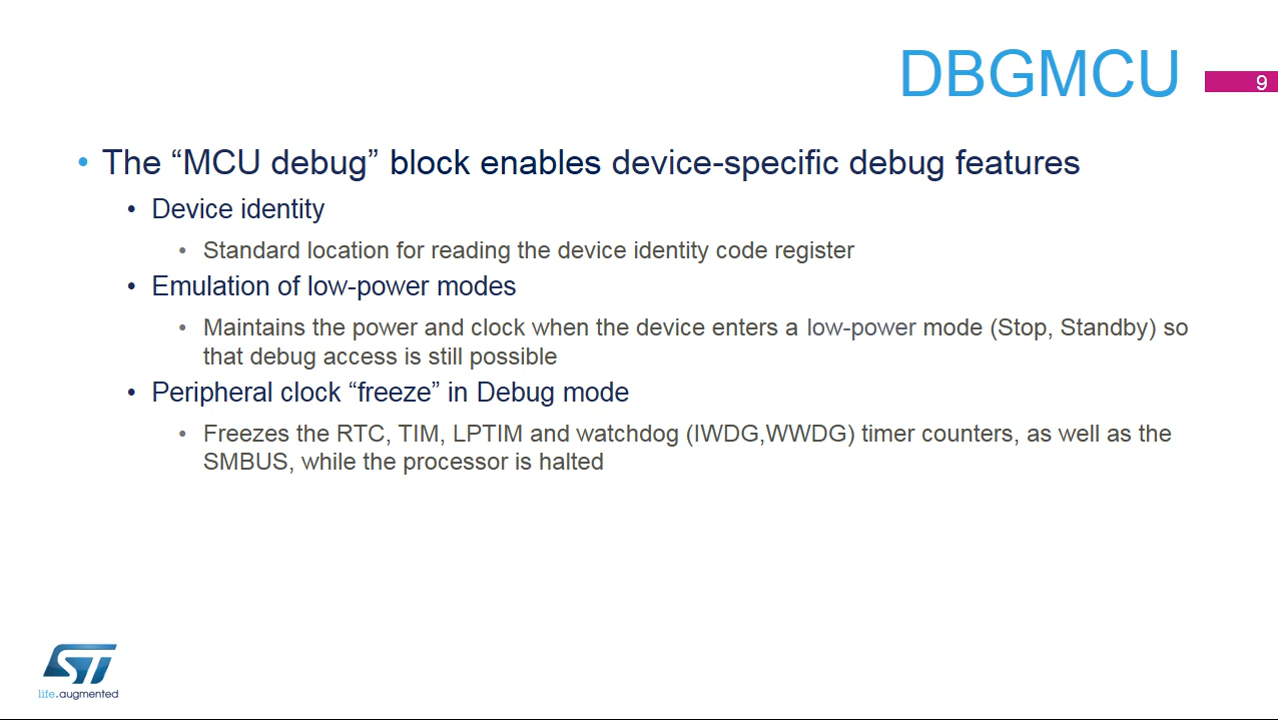 DBGMCU
9
• The “MCU debug” block enables device-specific debug features
• Device identity
• Standard location for reading the device identity code register
• Emulation of low-power modes
• Maintains the power and clock when the device enters a low-power mode (Stop, Standby) so
that debug access is still possible
• Peripheral clock “freeze” in Debug mode
• Freezes the RTC, TIM, LPTIM and watchdog (IWDG,WWDG) timer counters, as well as the
SMBUS, while the processor is halted
ST
life.augmented